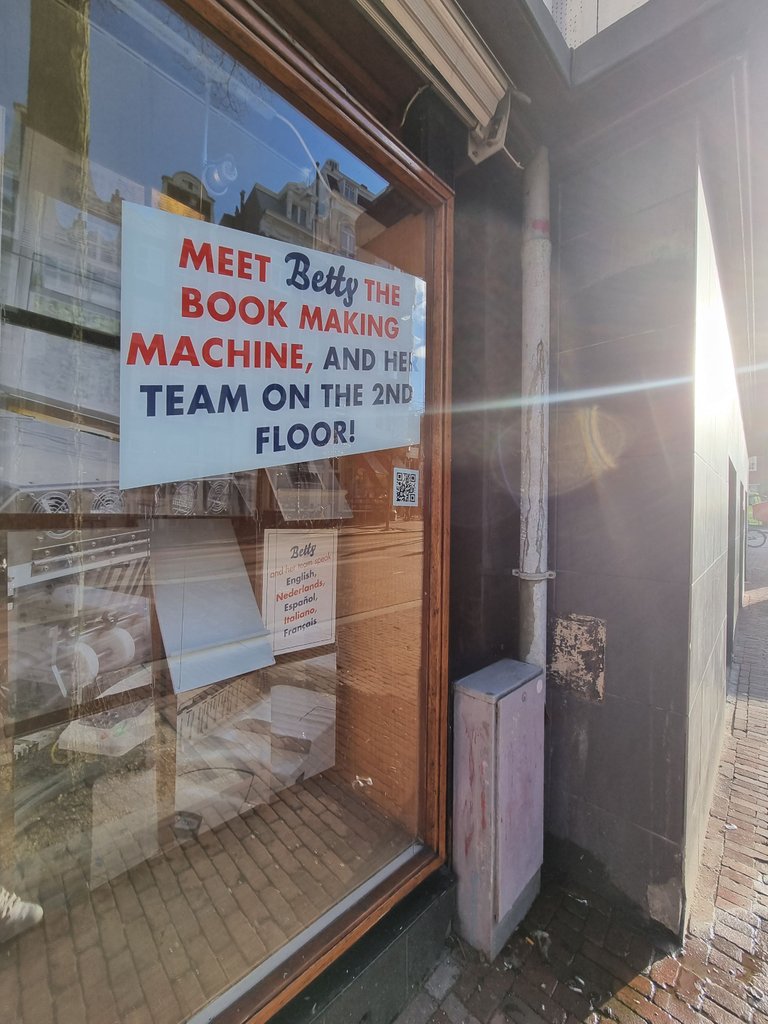 MEET Betty THE
BOOK MAKING
MACHINE, AND HER
TEAM ON THE 2ND
FLOOR!
Betty
and her team speak
English,
Nederlands,
Español,
Italiano,
Français